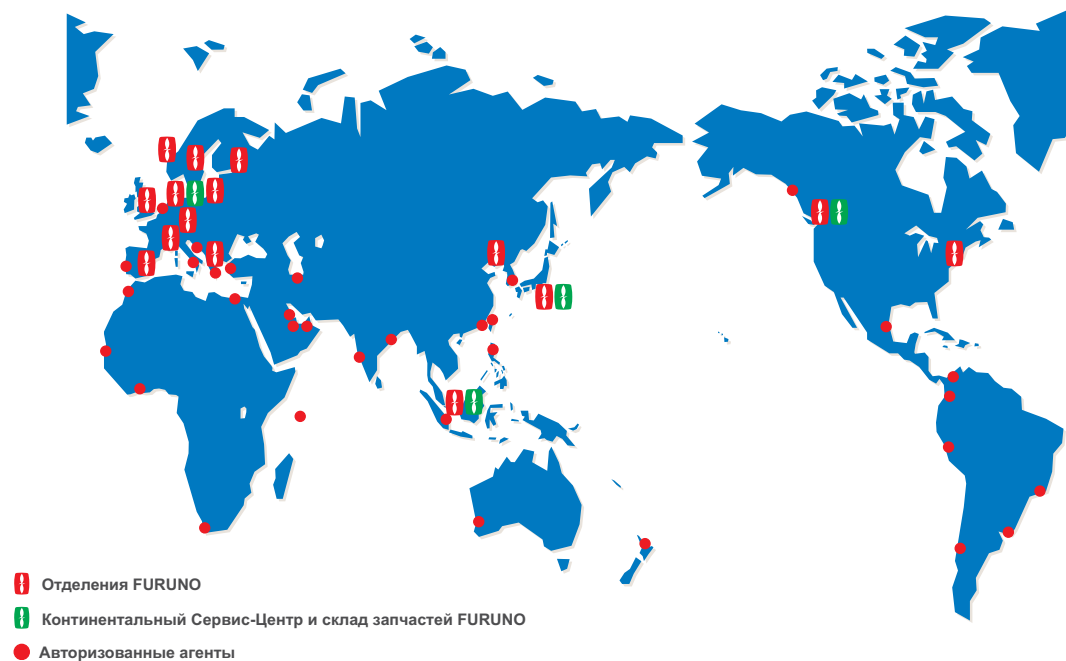 Отделения FURUNO
Континентальный Сервис-Центр и склад запчастей FURUNO
Авторизованные агенты